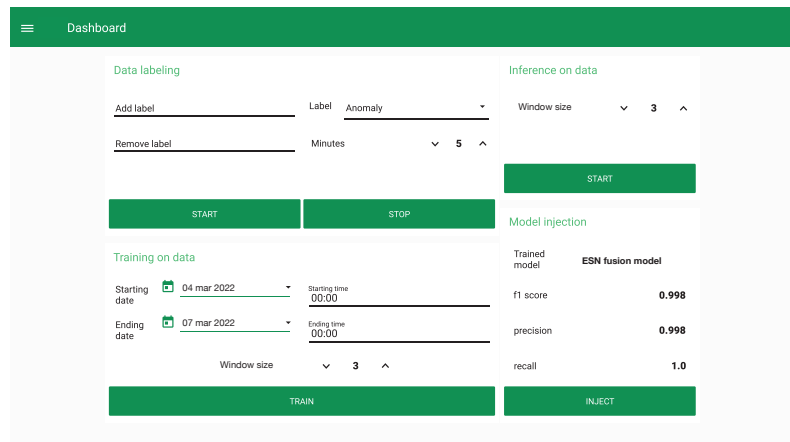 Dashboard
Data labeling
Add label
Label Anomaly
Remove label
Minutes 5
START STOP
Training on data
Starting date
04 mar 2022
Starting time
00:00
Ending date
07 mar 2022
Ending time
00:00
Window size 3
TRAIN
Inference on data
Window size 3
START
Model injection
Trained model
ESN fusion model
f1 score 0.998
precision 0.998
recall 1.0
INJECT